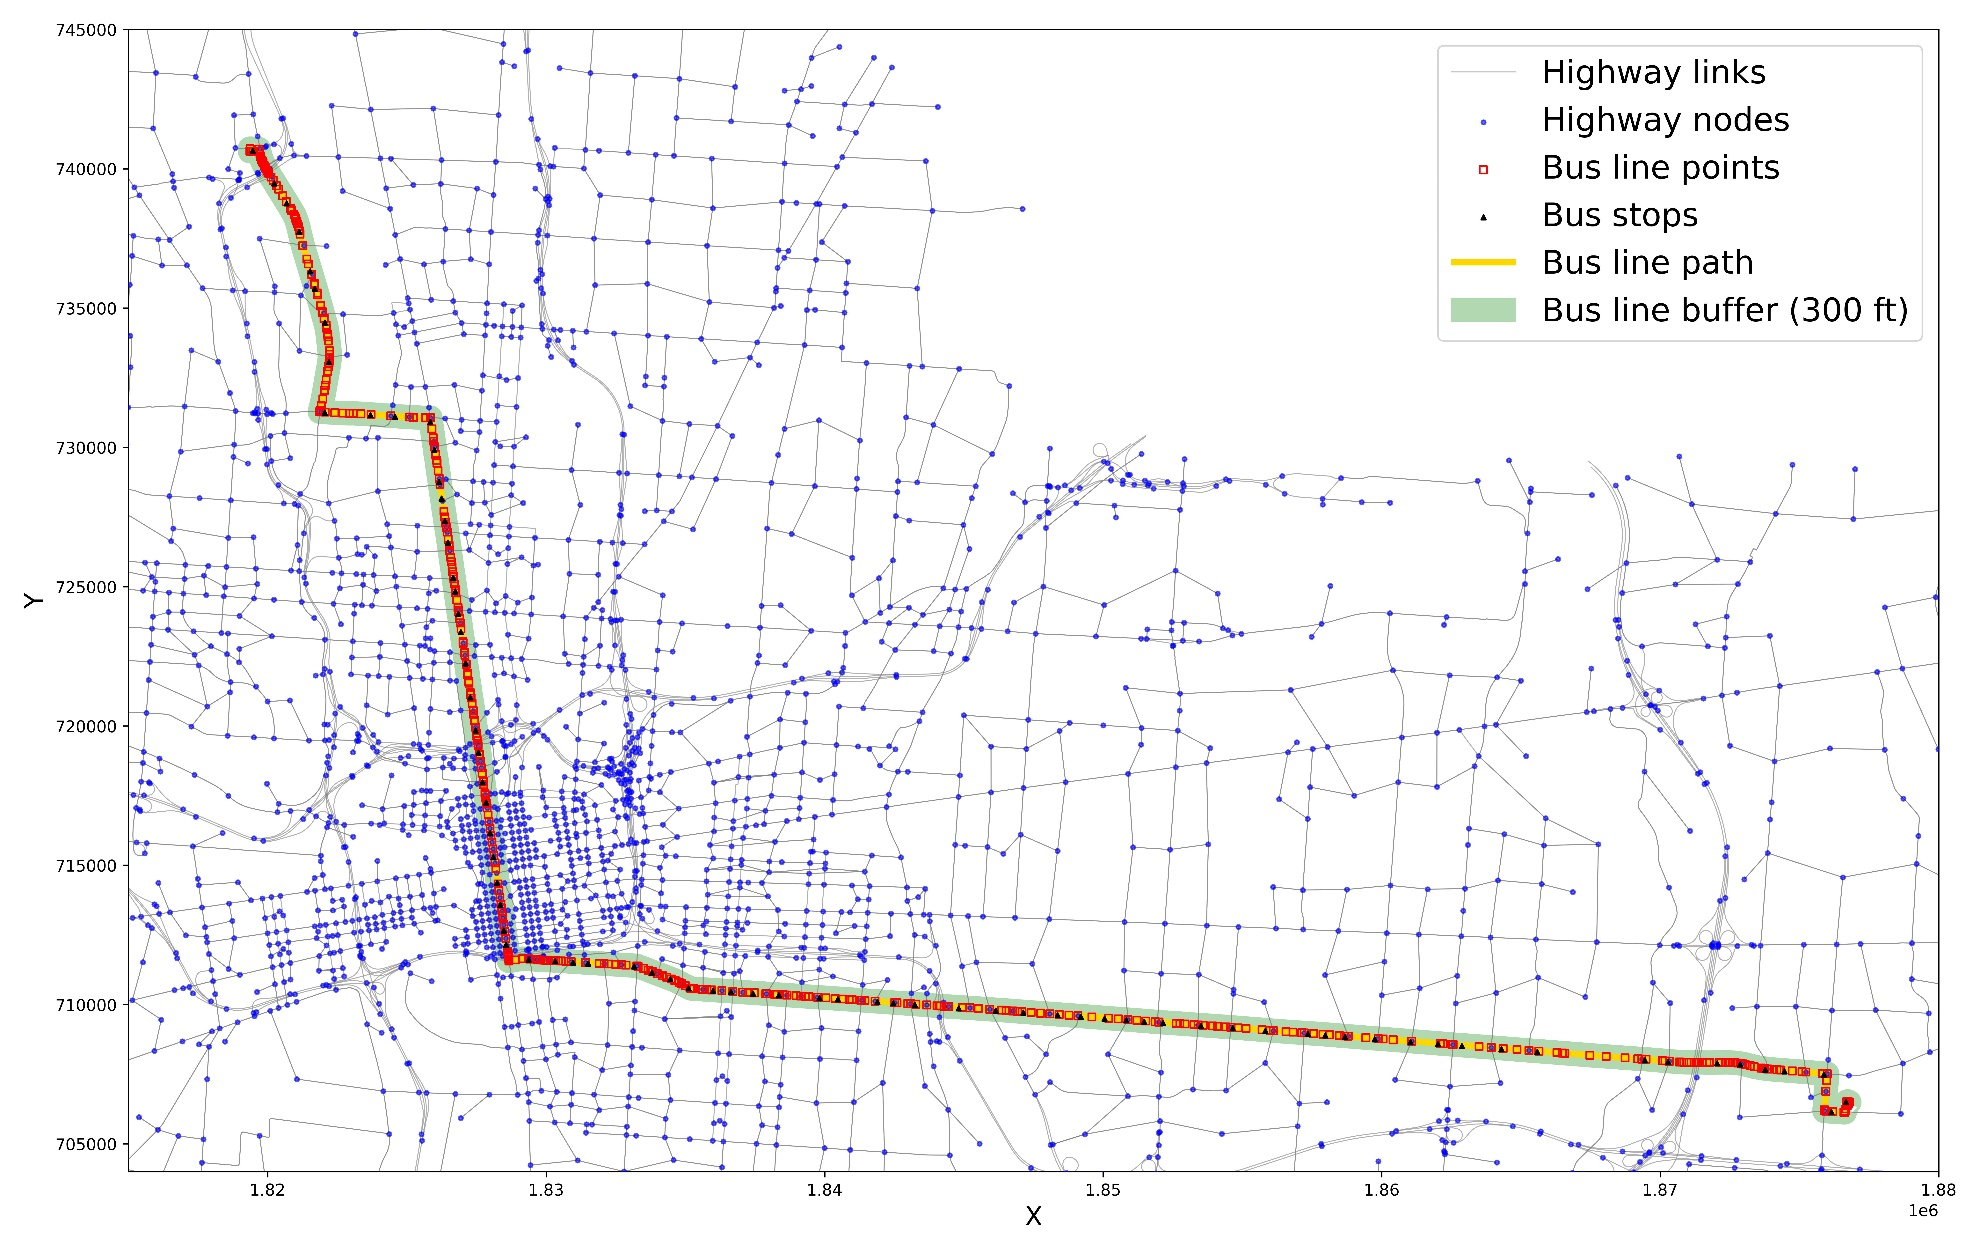 745000
740000
735000
730000
725000
720000
715000
710000
705000
Y
Highway links
Highway nodes
Bus line points
Bus stops
Bus line path
Bus line buffer (300 ft)
1.82
1.83
1.84
1.85
1.86
1.87
1.88
1e6
X